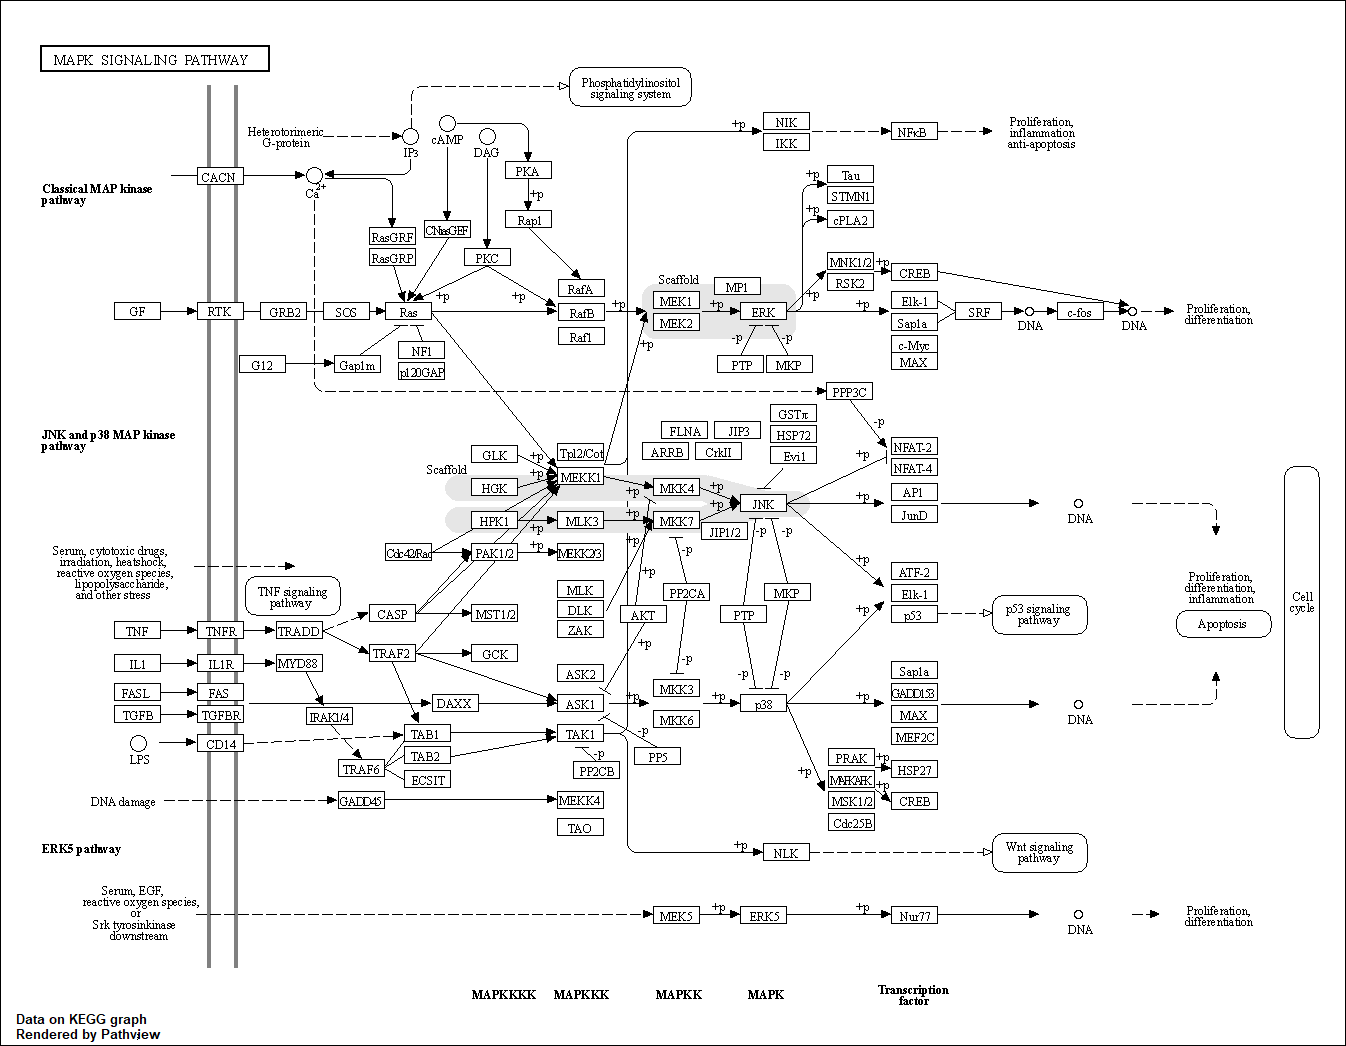 MAPK SIGNALING PATHWAY
Phosphatidylinositol
signaling system
Heterotorimeric
G-protein
IP3
cAMP
DAG
+p
NIK
IKK
NFκB
Proliferation,
inflammation
anti-apoptosis
CACN
Ca2+
PKA
+p
+p
Tau
STMN1
Classical MAP kinase
pathway
Rap1
+p
cPLA2
RasGRF
CNrasGEF
RasGRP
PKC
Scaffold
MNK1/2
+p
CREB
RSK2
RafA
MP1
+p
+p
+p
MEK1
+p
+p
+p
Elk-1
GF
RTK
GRB2
SOS
Ras
RafB
MEK2
ERK
Sap1a
SRF
DNA
c-fos
DNA
Proliferation,
differentiation
Raf1
+p
-p
-p
c-Myc
NF1
MAX
G12
Gap1m
p120GAP
PTP
MKP
PPP3C
JNK and p38 MAP kinase
pathway
GSTπ
-p
FLNA
JIP3
HSP72
NFAT-2
GLK
+p
Tpl2/Cot
ARRB
CrkII
Evi1
+p
NFAT-4
Scaffold
+p
MEKK1
HGK
+p
+p
MKK4
+p
JNK
+p
AP1
DNA
HPK1
+p
MLK3
+p
MKK7
+p
JunD
JIP1/2
-p
-p
Cdc42/Rac
PAK1/2
+p
MEKK2/3
+p
-p
Serum, cytotoxic drugs,
irradiation, heatshock,
reactive oxygen species,
lipopolysaccharide,
and other stress
+p
+p
ATF-2
Elk-1
p53
TNF signaling
pathway
MLK
PP2CA
MKP
p53 signaling
pathway
Proliferation,
differentiation,
inflammation
Cell
cycle
CASP
MST1/2
DLK
AKT
PTP
+p
Apoptosis
TNF
TNFR
TRADD
ZAK
+p
TRAF2
GCK
IL1
IL1R
MYD88
ASK2
-p
-p
-p
Sap1a
FASL
FAS
DAXX
ASK1
+p
MKK3
+p
p38
+p
GADD153
DNA
TGFB
TGFBR
IRAK1/4
MKK6
MAX
LPS
CD14
TAB1
TAK1
-p
MEF2C
TRAF6
TAB2
-p
PP5
PRAK
+p
HSP27
ECSIT
PP2CB
+p
MAPKAPK
+p
DNA damage
GADD45
MEKK4
MSK1/2
CREB
TAO
Cdc25B
ERK5 pathway
+p
NLK
Wnt signaling
pathway
Serum, EGF,
reactive oxygen species,
or
Srk tyrosinkinase
downstream
MEK5
+p
ERK5
+p
Nur77
DNA
Proliferation,
differentiation
MAPKKKK
MAPKKK
MAPKK
MAPK
Transcription
factor
Data on KEGG graph
Rendered by Pathview